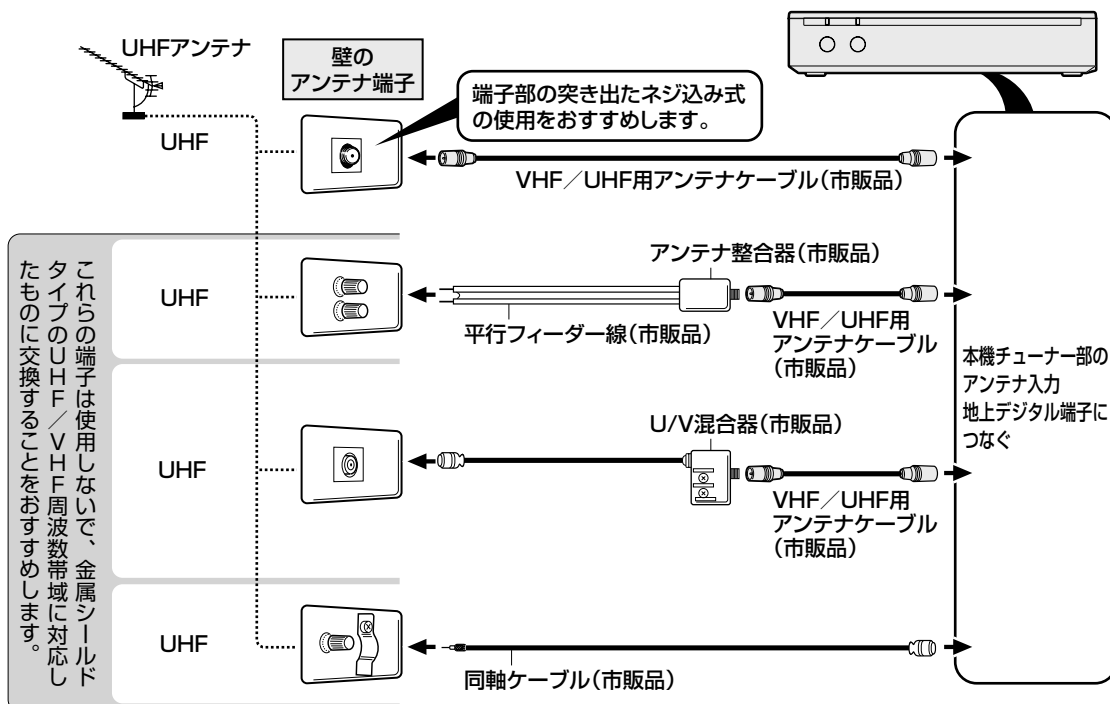 UHFアンテナ
壁の
アンテナ端子
端子部の突き出たネジ込み式
の使用をおすすめします。
UHF
VHF／UHF用アンテナケーブル（市販品）
これらの端子は使用しないで、金属シールド
タイプのUHF／VHF周波数帯域に対応し
たものに交換することをおすすめします。
UHF
アンテナ整合器（市販品）
平行フィーダー線（市販品）
VHF／UHF用
アンテナケーブル
（市販品）
UHF
U/V混合器（市販品）
VHF／UHF用
アンテナケーブル
（市販品）
UHF
同軸ケーブル（市販品）
本機チューナー部の
アンテナ入力
地上デジタル端子に
つなぐ